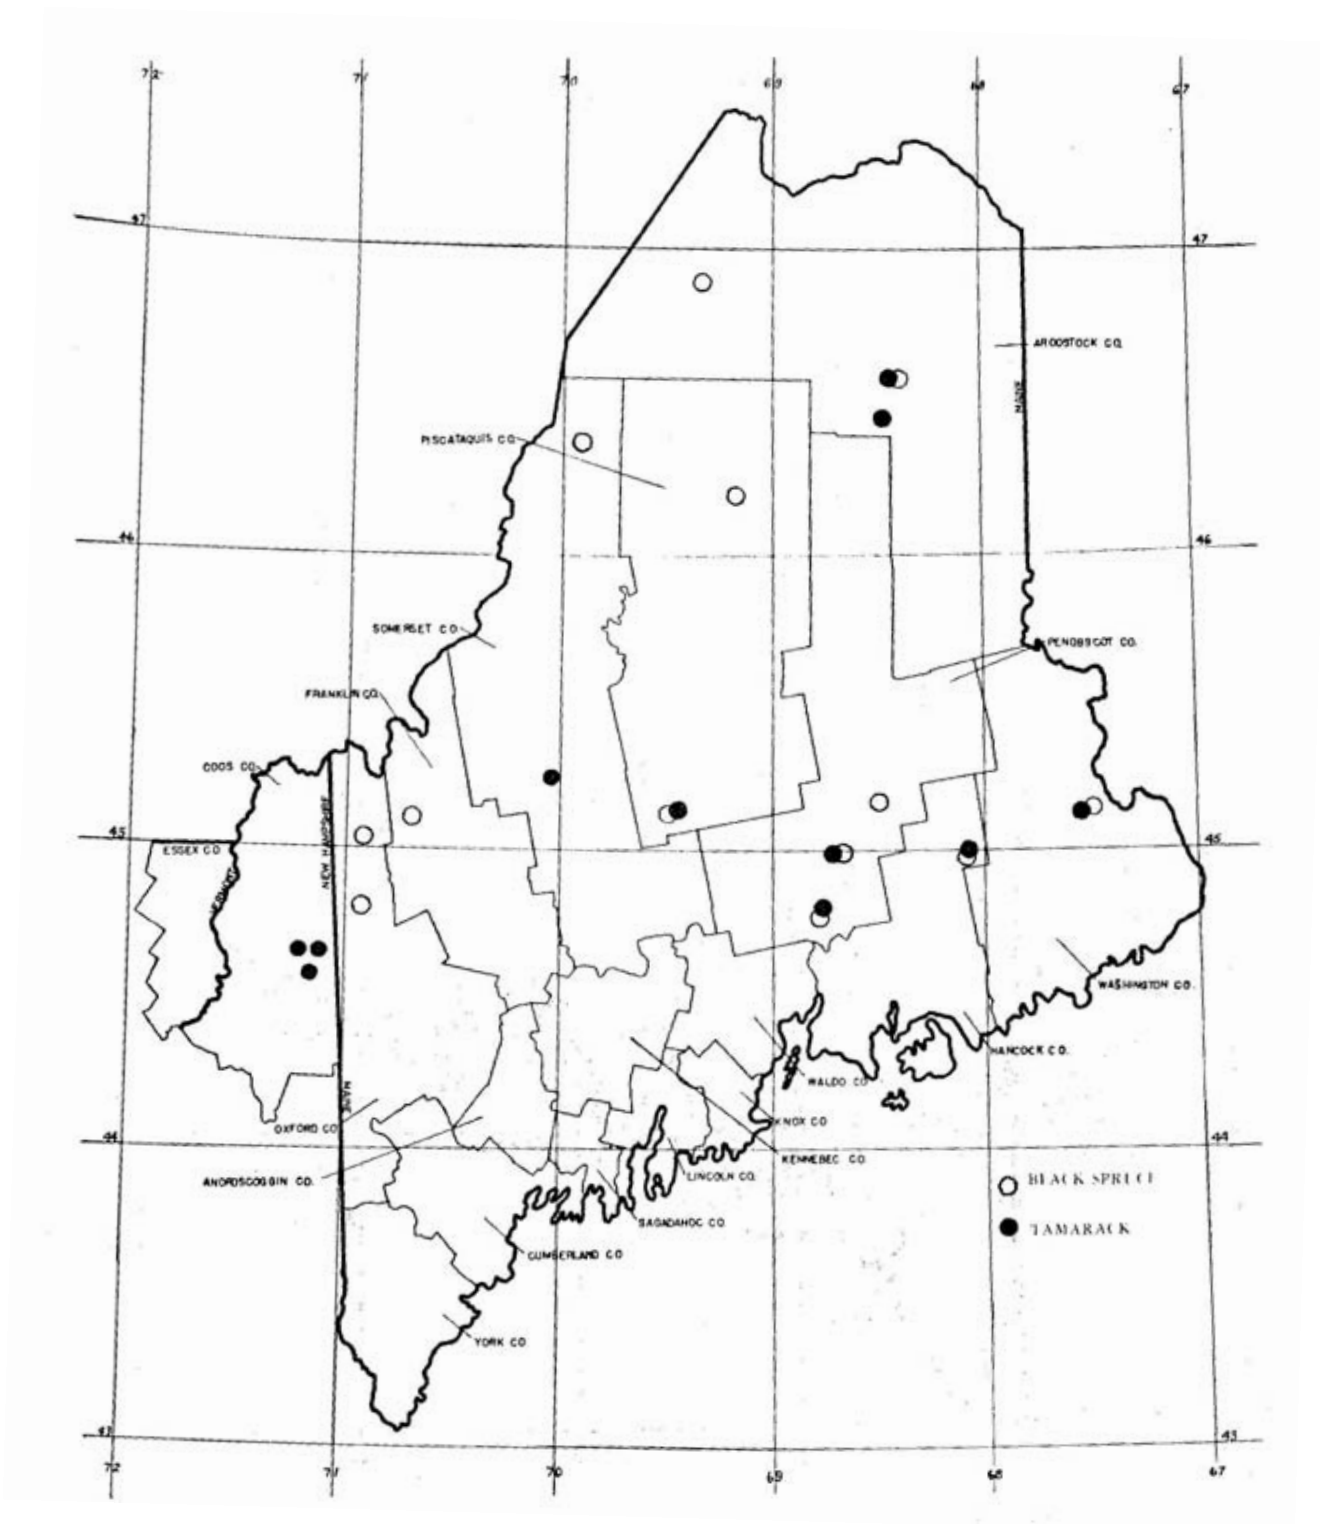 72 71 70 69 68 67
47 47
AROOSTOCK CO.
MAINE
PISCATAQUIS CO.
46 46
SOMERSET CO.
PENOBSCOT CO.
FRANKLIN CO.
COOS CO.
NEW HAMPSHIRE
45 45
ESSEX CO.
VERMONT
WASHINGTON CO.
HANCOCK CO.
WALDO CO
MAINE
OXFORD CO.
KNOX CO
44 44
KENNEBEC CO.
ANDROSCOGGIN CO.
LINCOLN CO.
BLACK SPRUCE
SAGADAHOC CO.
TAMARACK
CUMBERLAND CO
YORK CO
43 43
72 71 70 69 68 67